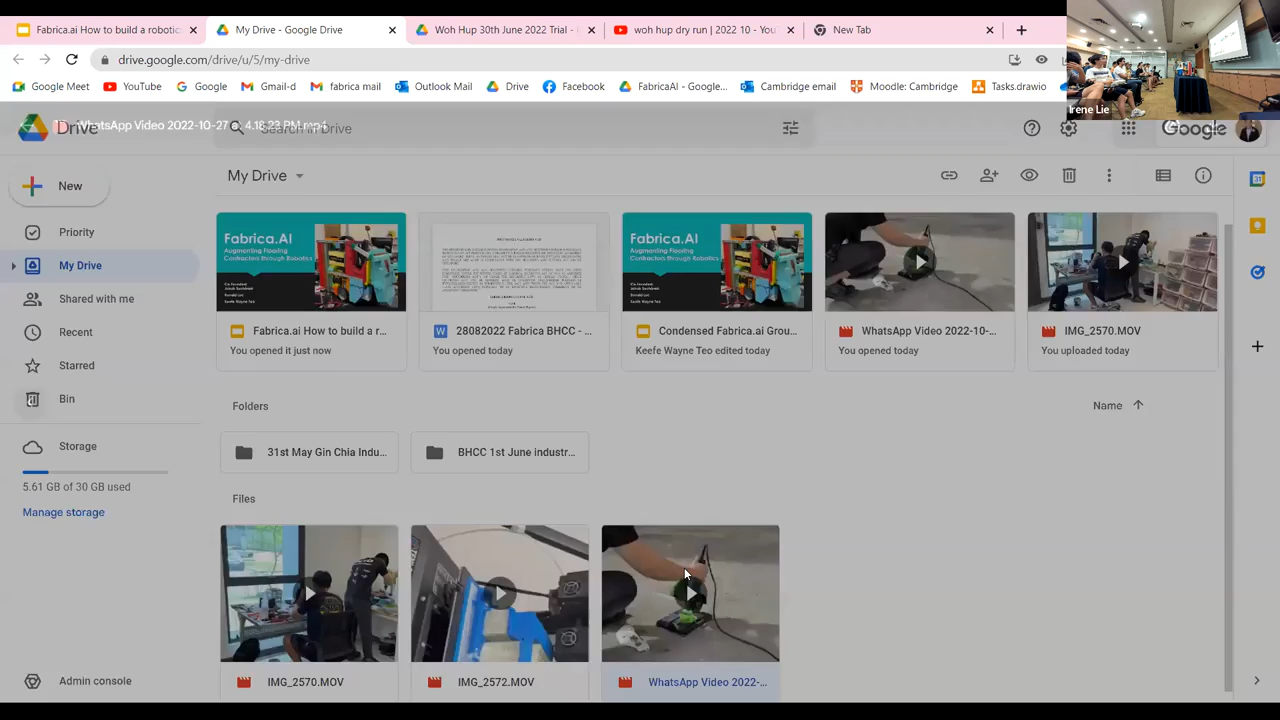 Fabrica.ai How to build a robotic
My Drive - Google Drive
Woh Hup 30th June 2022 Trial -
woh hup dry run | 2022 10 - You
New Tab
drive.google.com/drive/u/5/my-drive
Google Meet
YouTube
Google
Gmail-d
fabrica mail
Outlook Mail
Drive
Facebook
FabricaAI - Google...
Cambridge email
Moodle: Cambridge
Tasks.drawio
Irene Lie
Drive
WhatsApp Video 2022-10-27 at 4.18.23 PM.mp4
Search in Drive
Google
New
My Drive
Priority
My Drive
Shared with me
Recent
Starred
Bin
Storage
5.61 GB of 30 GB used
Manage storage
Admin console
Fabrica.AI
Augmenting Flooring
Contractors through Robotics
Fabrica.ai How to build a r...
You opened it just now
28082022 Fabrica BHCC - ...
You opened today
Fabrica.AI
Augmenting Flooring
Contractors through Robotics
Condensed Fabrica.ai Grou...
Keefe Wayne Teo edited today
WhatsApp Video 2022-10-...
You opened today
IMG_2570.MOV
You uploaded today
Folders
Name
31st May Gin Chia Indu...
BHCC 1st June industr...
Files
IMG_2570.MOV
IMG_2572.MOV
WhatsApp Video 2022-...